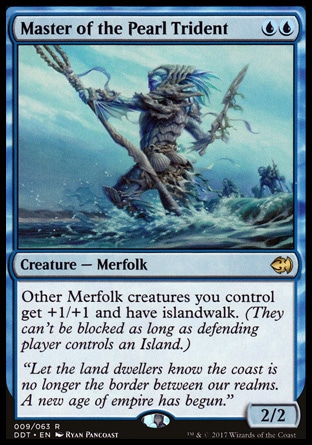 Master of the Pearl Trident
Creature — Merfolk
Other Merfolk creatures you control
get +1/+1 and have islandwalk. (They
can't be blocked as long as defending
player controls an Island.)
"Let the land dwellers know the coast is
no longer the border between our realms.
A new age of empire has begun."
2/2
009/063 R
DDT • EN RYAN PANCOAST
™ & © 2017 Wizards of the Coast